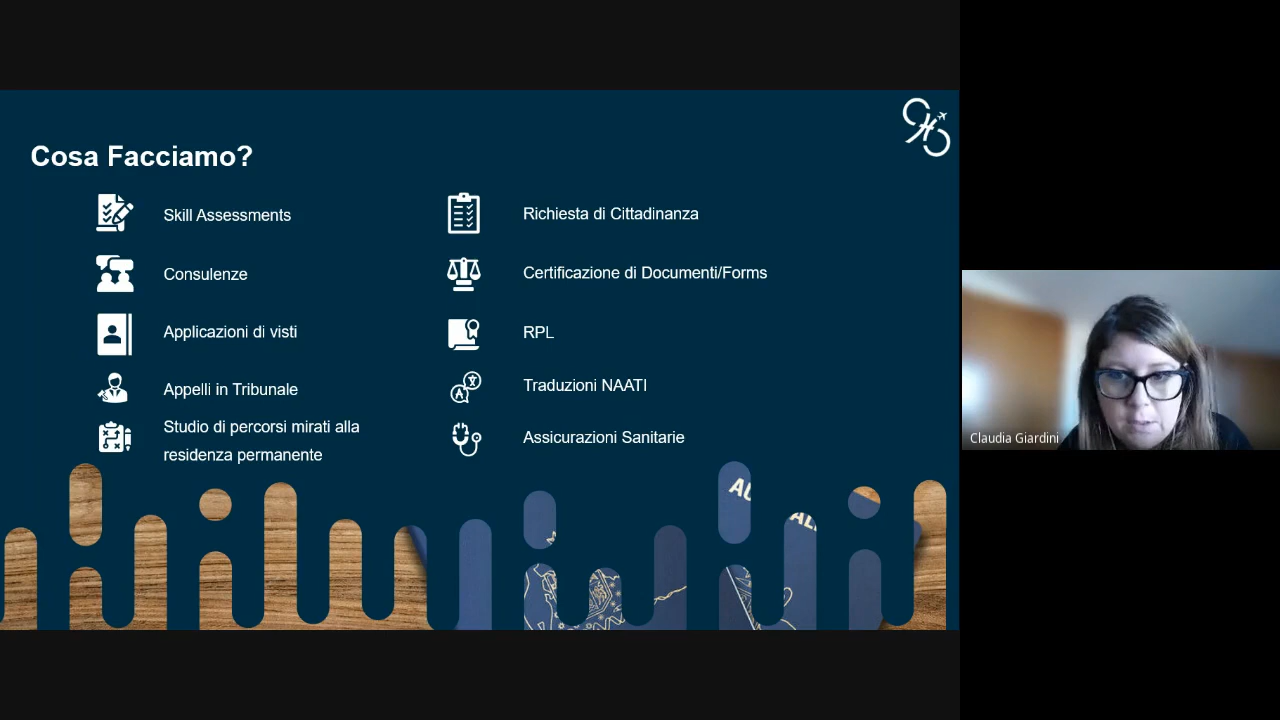 Cosa Facciamo?
Skill Assessments
Consulenze
Applicazioni di visti
Appelli in Tribunale
Studio di percorsi mirati alla
residenza permanente
Richiesta di Cittadinanza
Certificazione di Documenti/Forms
RPL
Traduzioni NAATI
Assicurazioni Sanitarie
Claudia Giardini